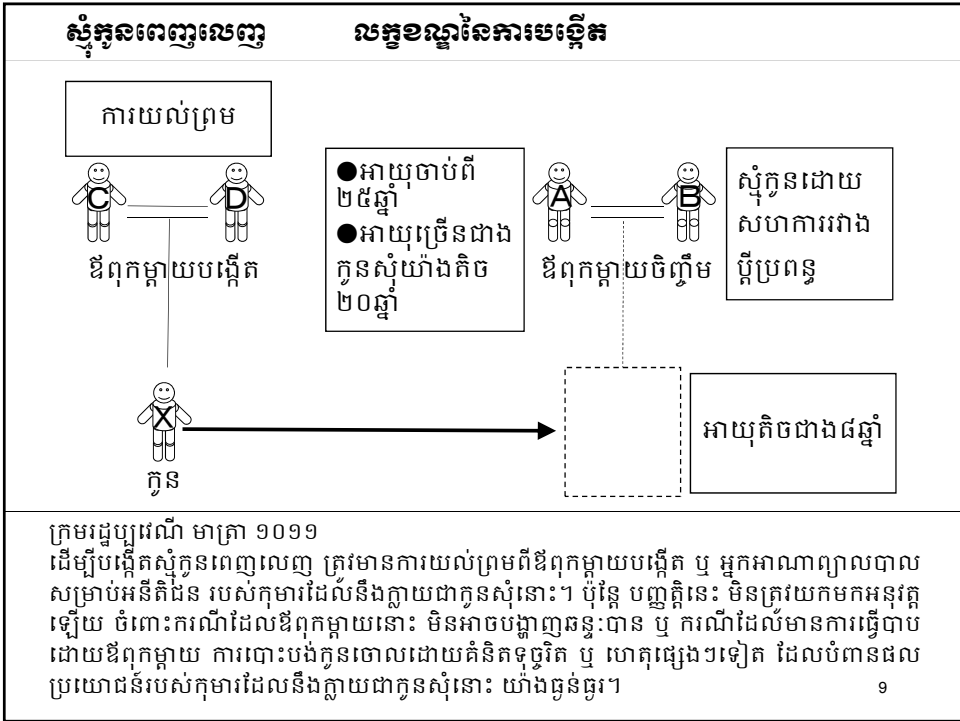 ស្មុំកូនពេញលេញ លក្ខខណ្ឌនៃការបង្កើត
ការយល់ព្រម
C D
ឪពុកម្តាយបង្កើត
●អាយុចាប់ពី
២៥ឆ្នាំ
●អាយុច្រើនជាង
កូនសុំយ៉ាងតិច
២០ឆ្នាំ
A B
ឪពុកម្តាយចិញ្ចឹម
ស្មុំកូនដោយ
សហការរវាង
ប្តីប្រពន្ធ
X
កូន
អាយុតិចជាង៨ឆ្នាំ
ក្រមរដ្ឋប្បវេណី មាត្រា ១០១១
ដើម្បីបង្កើតស្មុំកូនពេញលេញ ត្រូវមានការយល់ព្រមពីឪពុកម្តាយបង្កើត ឬ អ្នកអាណាព្យាបាល
សម្រាប់អនីតិជន របស់កុមារដែលនឹងក្លាយជាកូនសុំនោះ។ ប៉ុន្តែ បញ្ញត្តិនេះ មិនត្រូវយកមកអនុវត្ត
ឡើយ ចំពោះករណីដែលឪពុកម្តាយនោះ មិនអាចបង្ហាញឆន្ទៈបាន ឬ ករណីដែលមានការធ្វើបាប
ដោយឪពុកម្តាយ ការបោះបង់កូនចោលដោយគំនិតទុច្ចរិត ឬ ហេតុផ្សេងៗទៀត ដែលបំពានផល
ប្រយោជន៍របស់កុមារដែលនឹងក្លាយជាកូនសុំនោះ យ៉ាងធ្ងន់ធ្ងរ។ 9